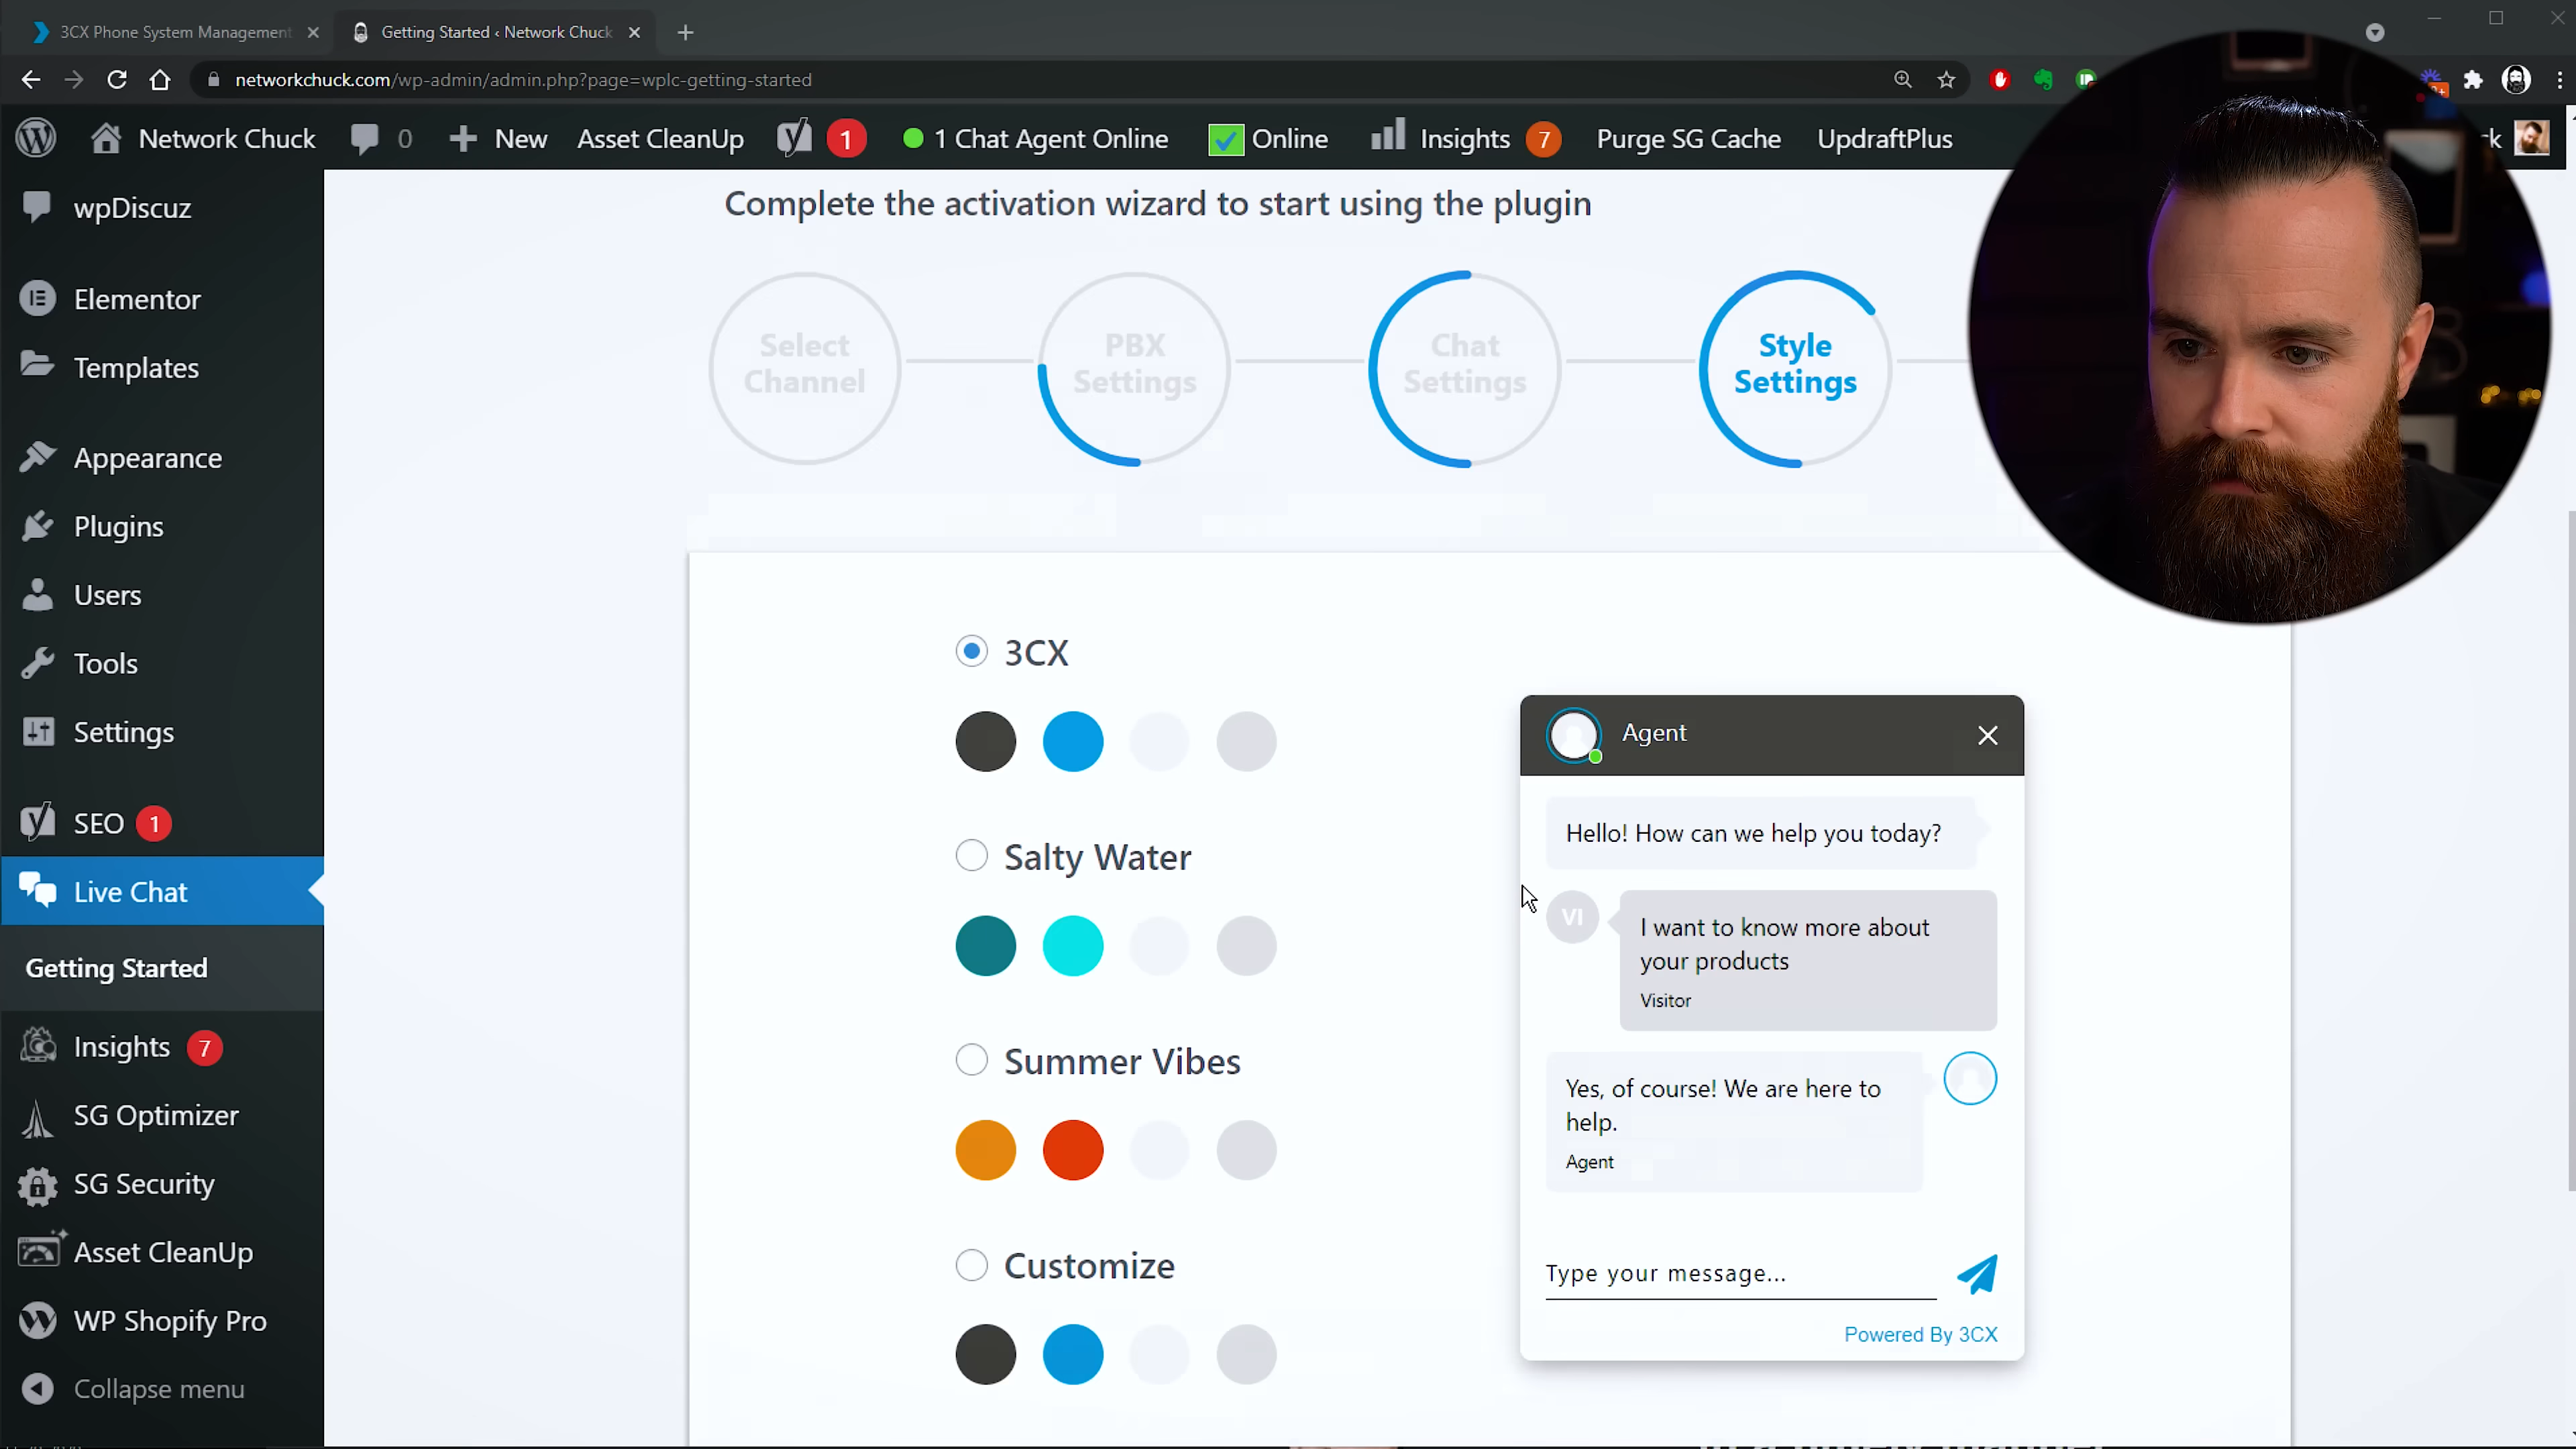 3CX Phone System Management
Getting Started ‹ Network Chuck
networkchuck.com/wp-admin/admin.php?page=wplc-getting-started
Network Chuck 0 New Asset CleanUp 1 1 Chat Agent Online Online Insights 7 Purge SG Cache UpdraftPlus
wpDiscuz
Elementor
Templates
Appearance
Plugins
Users
Tools
Settings
SEO 1
Live Chat
Getting Started
Insights 7
SG Optimizer
SG Security
Asset CleanUp
WP Shopify Pro
Collapse menu
Complete the activation wizard to start using the plugin
Select
Channel
PBX
Settings
Chat
Settings
Style
Settings
3CX
Salty Water
Summer Vibes
Customize
Agent
Hello! How can we help you today?
VI
I want to know more about
your products
Visitor
Yes, of course! We are here to
help.
Agent
Type your message...
Powered By 3CX